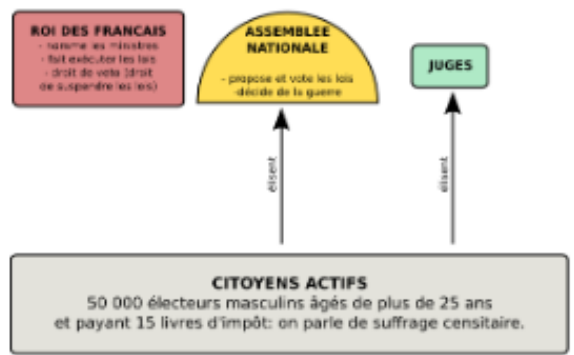 ROI DES FRANCAIS
- nomme les ministres
- fait exécuter les lois
- droit de veto (droit
de suspendre les lois)
ASSEMBLEE
NATIONALE
- propose et vote les lois
-décide de la guerre
JUGES
élisent
élisent
CITOYENS ACTIFS
50 000 électeurs masculins âgés de plus de 25 ans
et payant 15 livres d'impôt: on parle de suffrage censitaire.